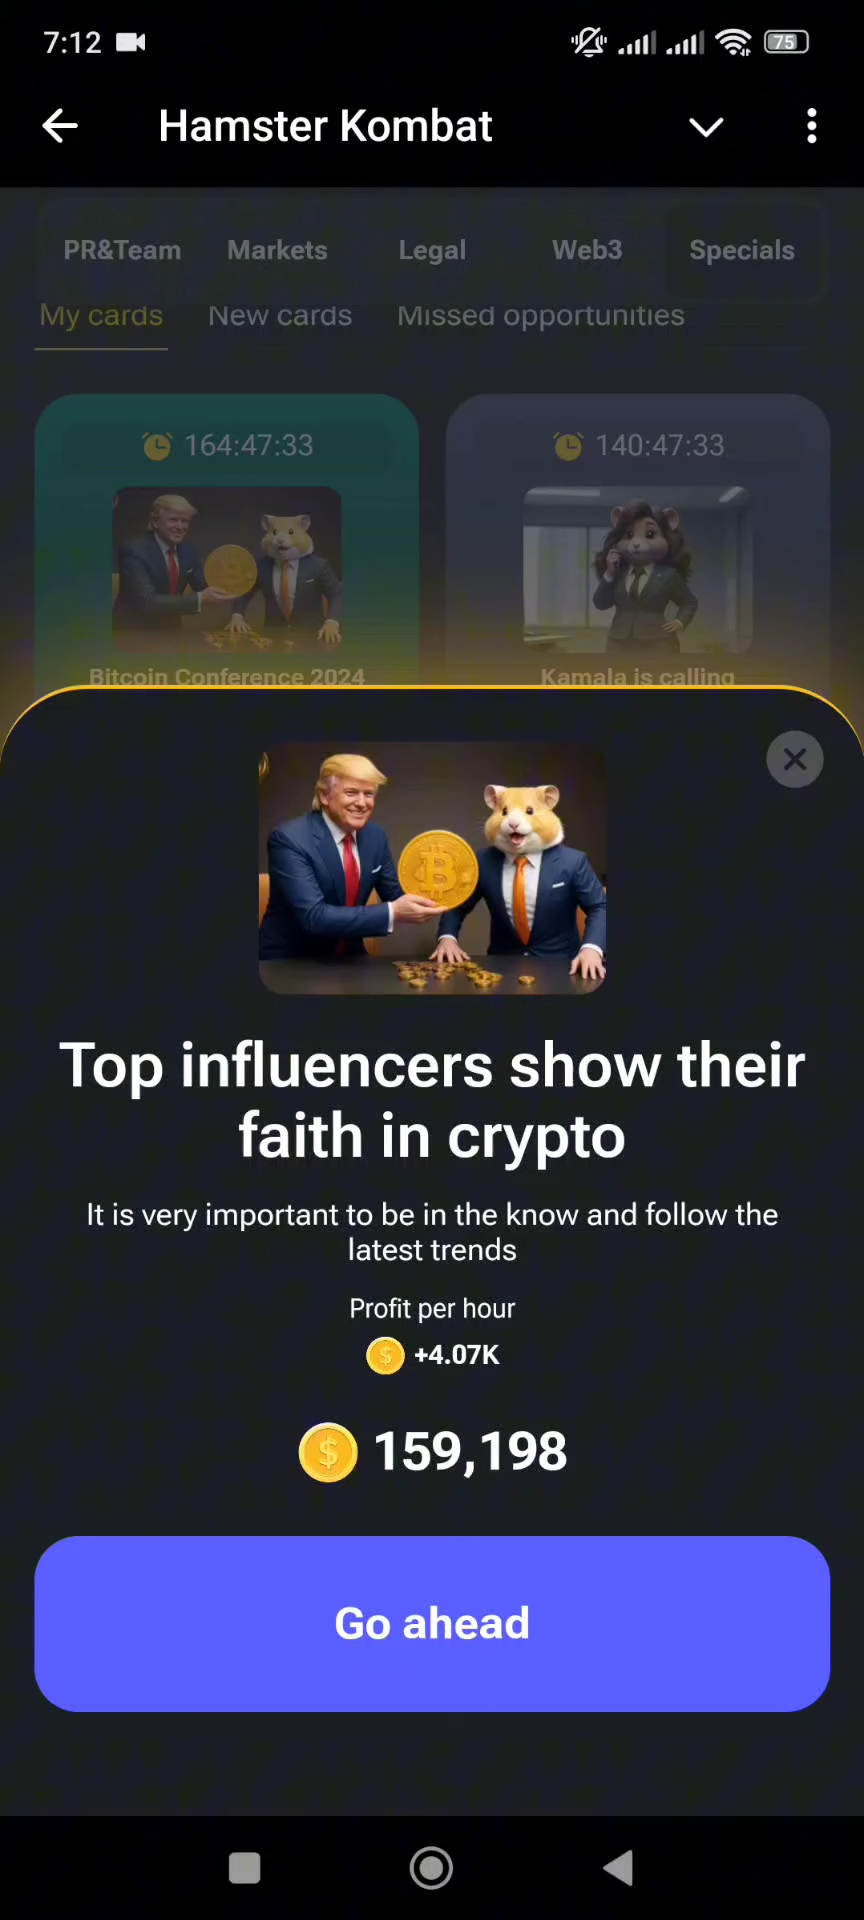 7:12
75
Hamster Kombat
PR&Team Markets Legal Web3 Specials
My cards New cards Missed opportunities
164:47:33 140:47:33
Bitcoin Conference 2024 Kamala is calling
Top influencers show their
faith in crypto
It is very important to be in the know and follow the
latest trends
Profit per hour
+4.07K
159,198
Go ahead